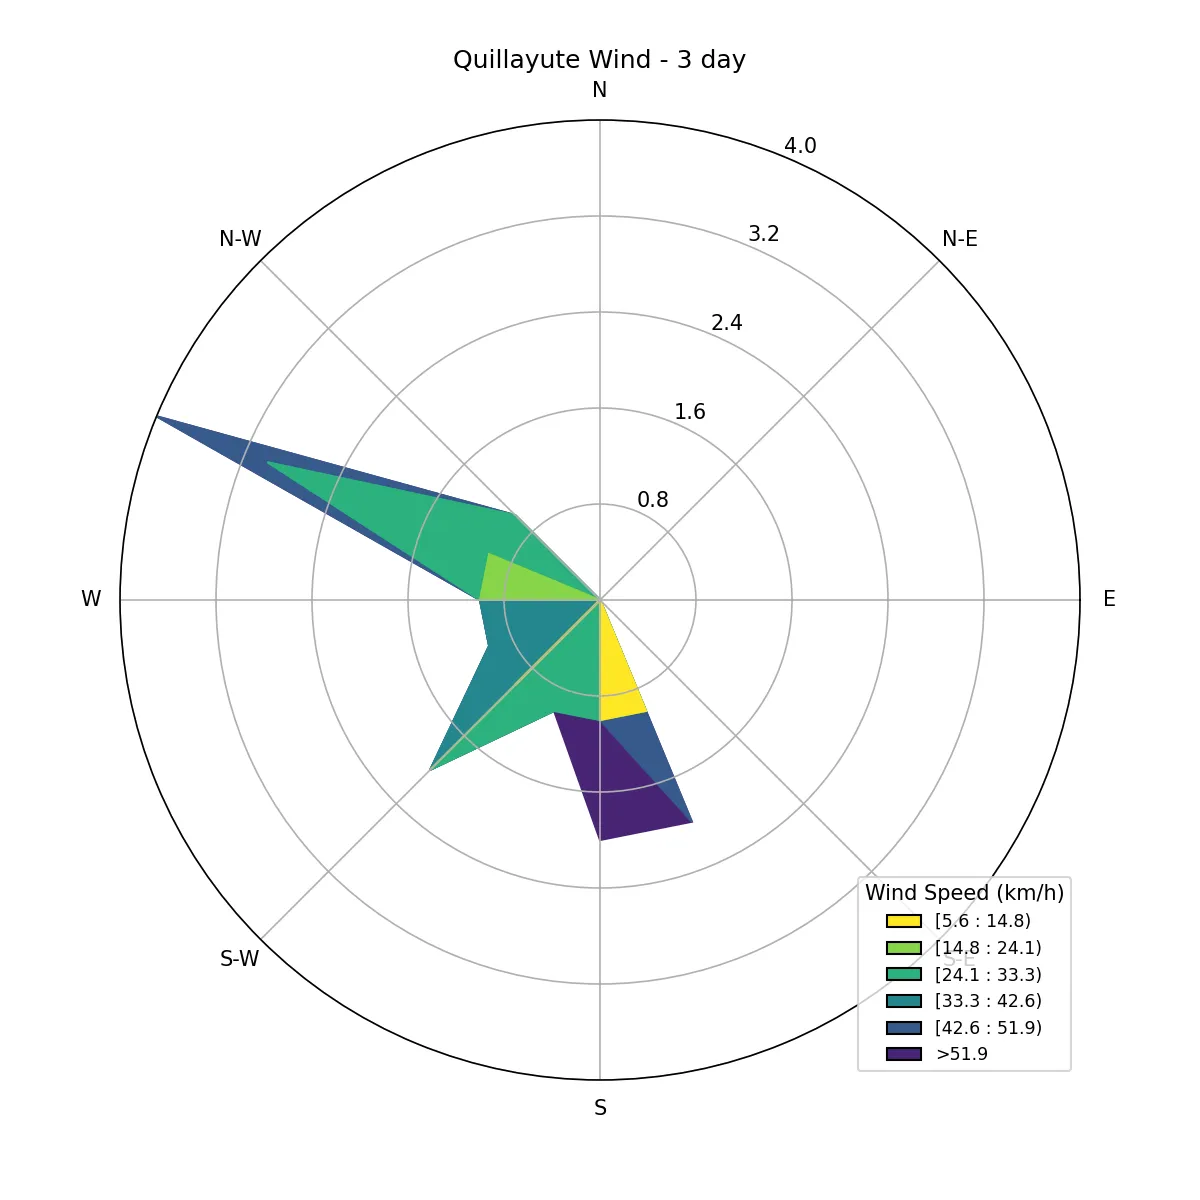 Quillayute Wind - 3 day
N
4.0
N-W
3.2
N-E
2.4
1.6
0.8
W
E
S-W
S-E
S
Wind Speed (km/h)
[5.6 : 14.8)
[14.8 : 24.1)
[24.1 : 33.3)
[33.3 : 42.6)
[42.6 : 51.9)
>51.9